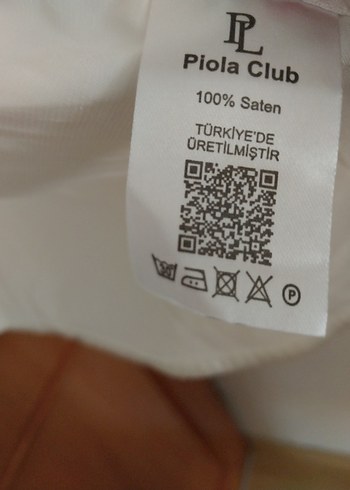 PL
Piola Club
100% Saten
TÜRKİYE'DE
ÜRETİLMİŞTİR
P